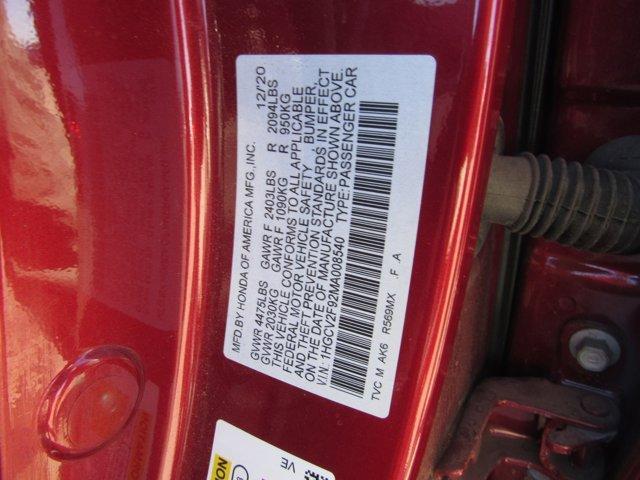 MFD.BY HONDA OF AMERICA MFG.,INC. 12/20
GVWR 4475LBS GAWR F 2403LBS R 2094LBS
GVWR 2030KG GAWR F 1090KG R 950KG
THIS VEHICLE CONFORMS TO ALL APPLICABLE
FEDERAL MOTOR VEHICLE SAFETY , BUMPER,
AND THEFT PREVENTION STANDARDS IN EFFECT
ON THE DATE OF MANUFACTURE SHOWN ABOVE.
V.I.N.: 1HGCV2F92MA008540 TYPE:PASSENGER CAR
TVC M AK6 R569MX .F .A